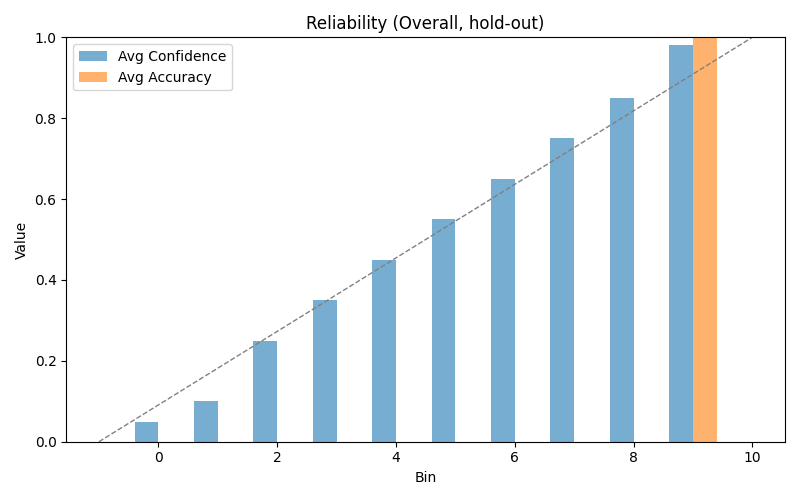 Reliability (Overall, hold-out)
Avg Confidence
Avg Accuracy
1.0
0.8
0.6
0.4
0.2
0.0
Value
0 2 4 6 8 10
Bin